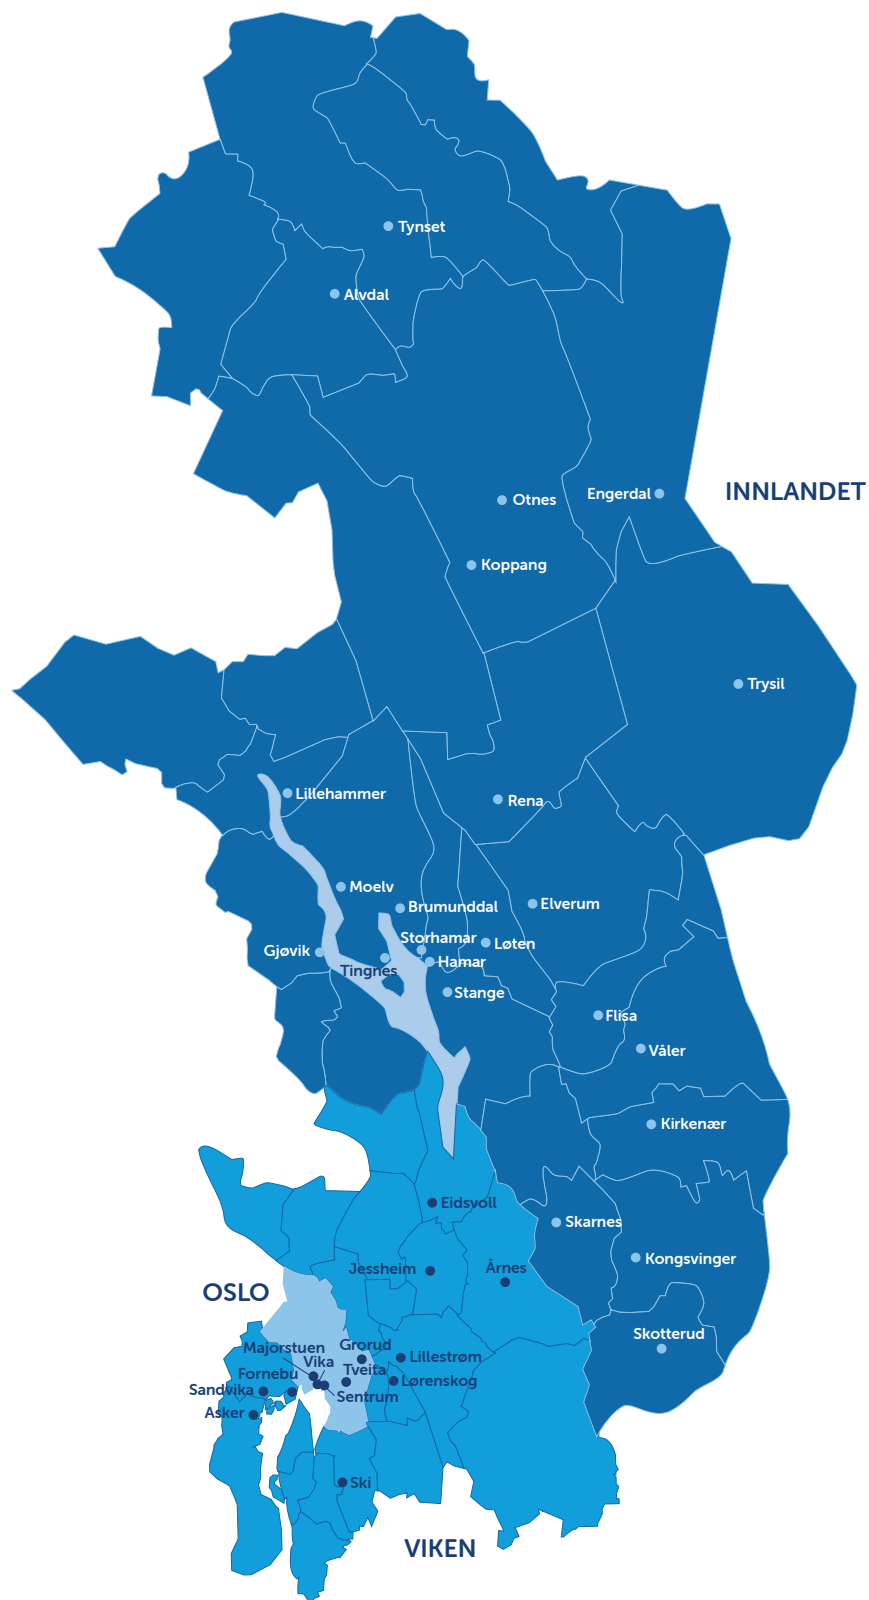 Tynset
Alvdal
INNLANDET
Engerdal
Otnes
Koppang
Trysil
Lillehammer
Rena
Moelv
Elverum
Brumunddal
Storhamar
Løten
Gjøvik
Hamar
Tingnes
Stange
Flisa
Våler
Kirkenær
Eidsvoll
Skarnes
Kongsvinger
Jessheim
Årnes
OSLO
Skotterud
Majorstuen
Grorud
Vika
Lillestrøm
Fornebu
Tveita
Lørenskog
Sandvika
Sentrum
Asker
Ski
VIKEN